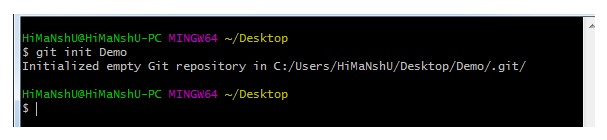 HiMaNshU@HiMaNshU-PC MINGW64 ~/Desktop
$ git init Demo
Initialized empty Git repository in C:/Users/HiMaNshU/Desktop/Demo/.git/
HiMaNshU@HiMaNshU-PC MINGW64 ~/Desktop
$